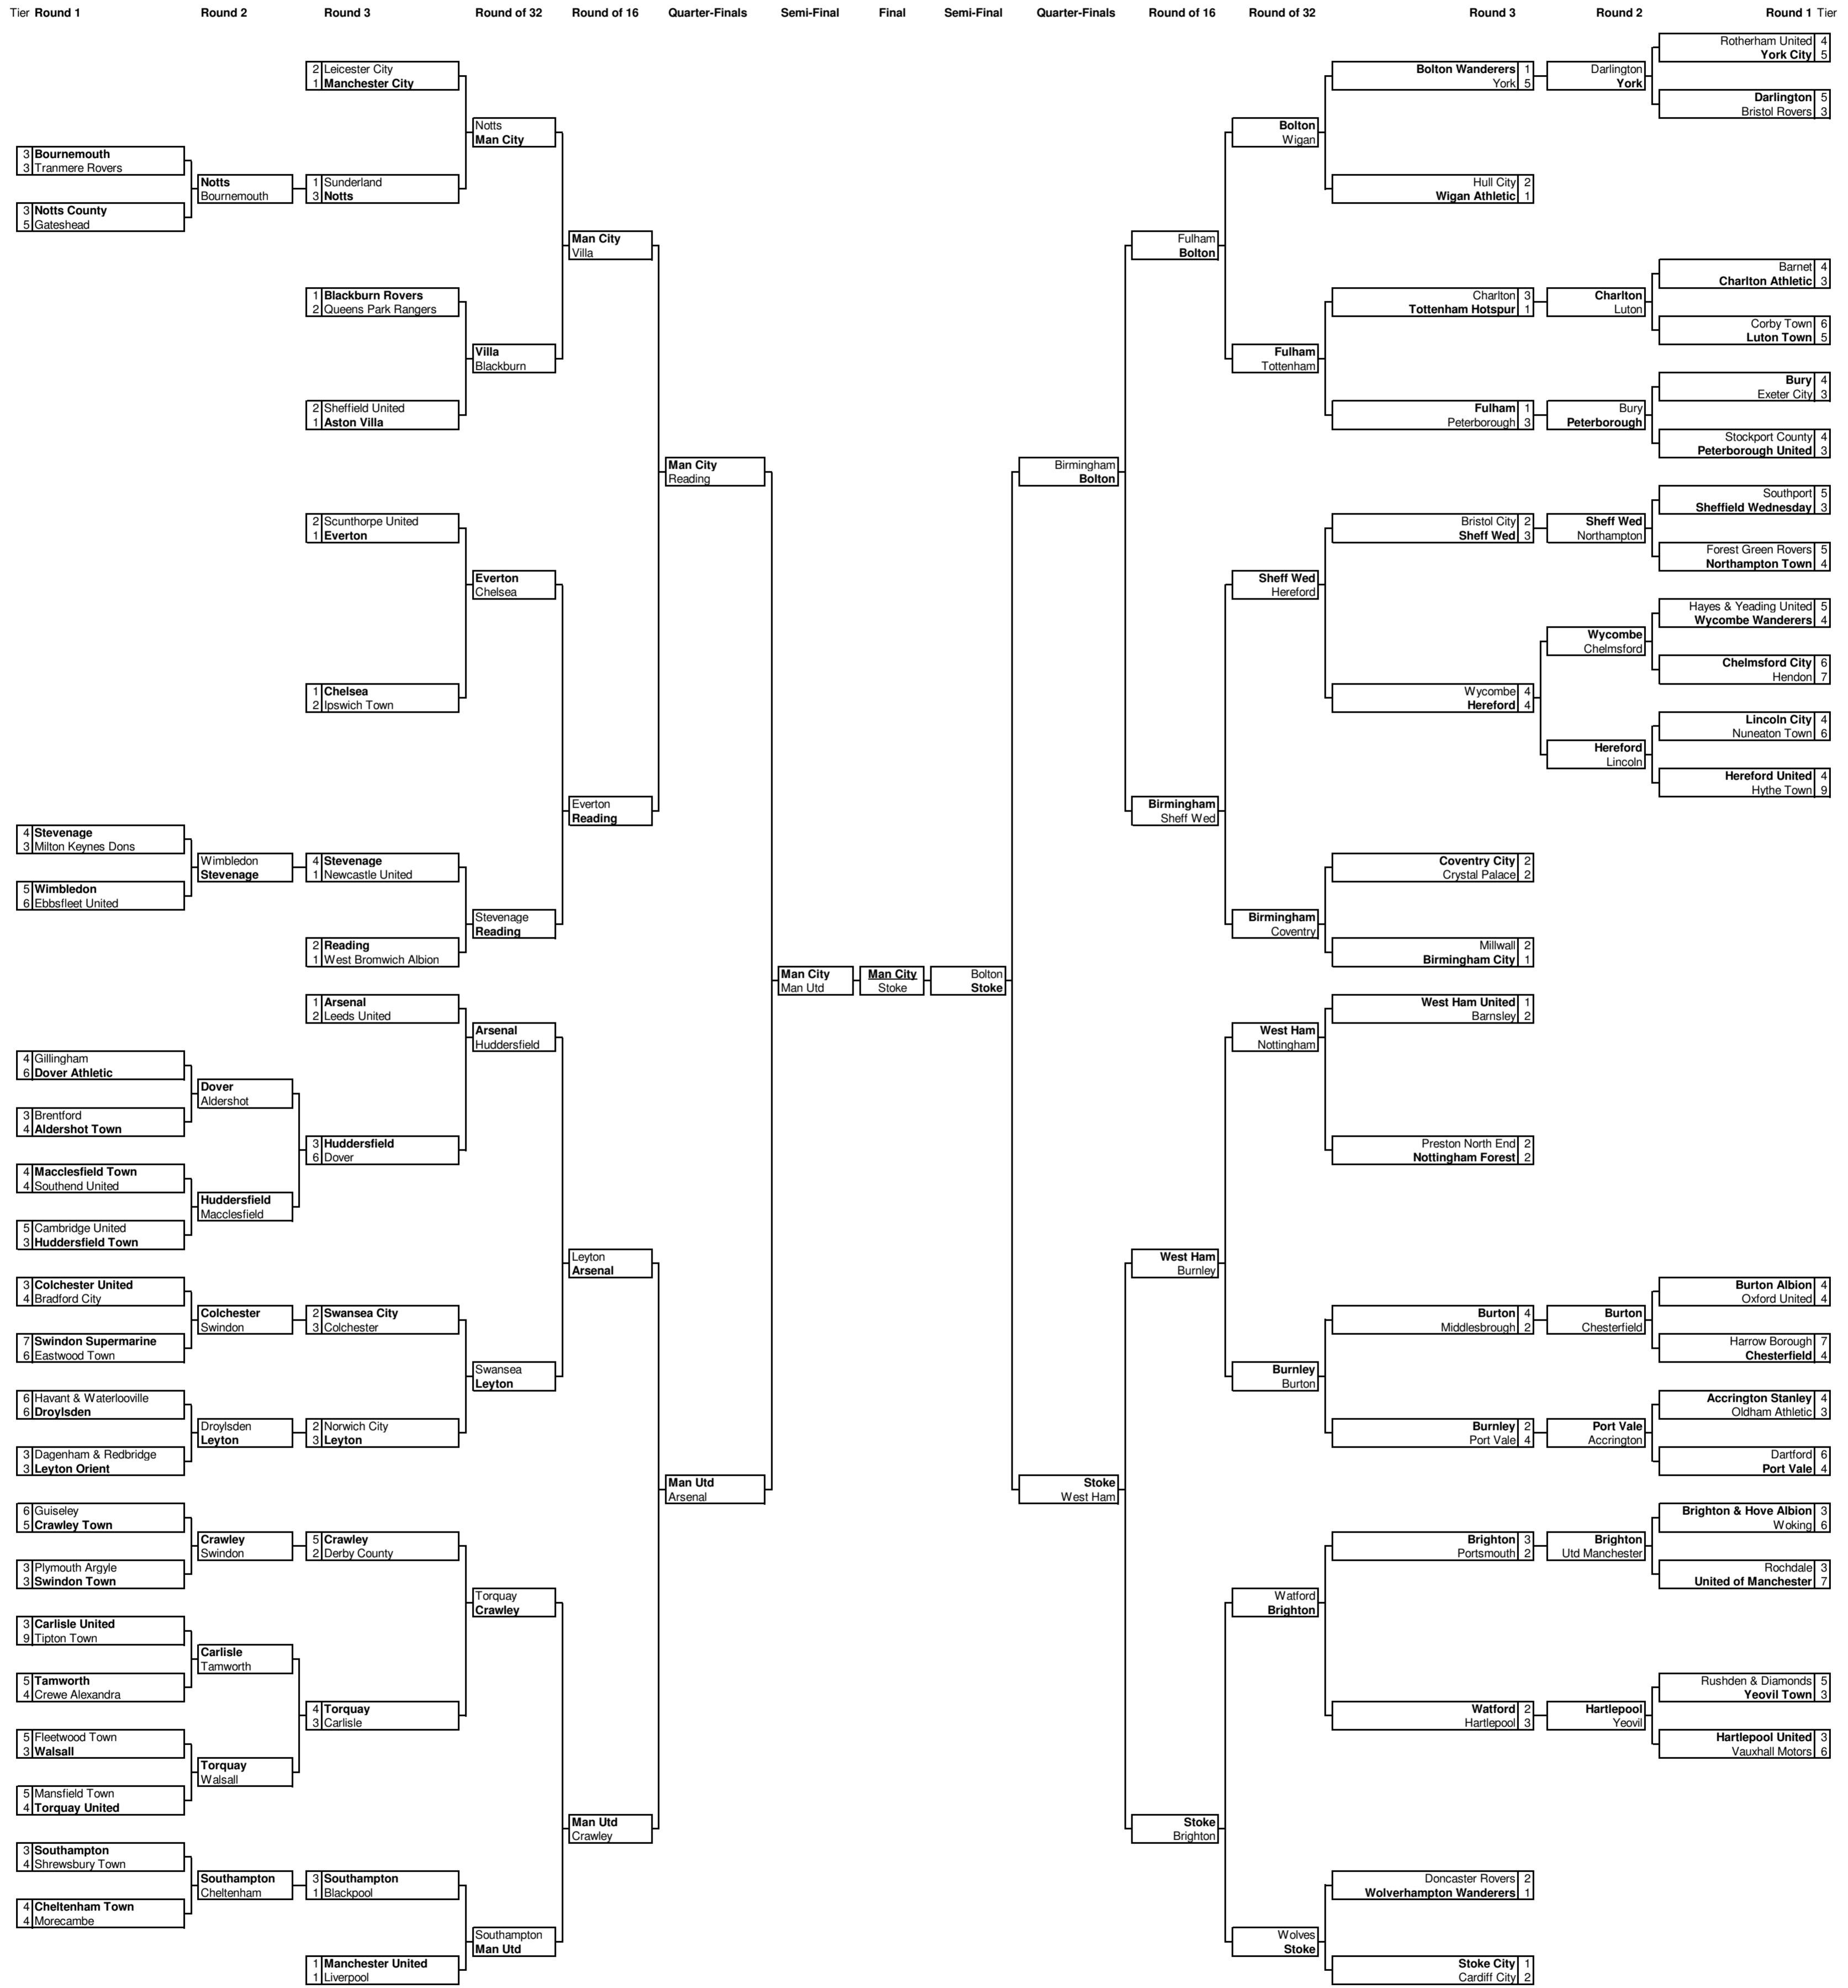 Tier Round 1 Round 2 Round 3 Round of 32 Round of 16 Quarter-Finals Semi-Final Final Semi-Final Quarter-Finals Round of 16 Round of 32 Round 3 Round 2 Round 1 Tier
3 Bournemouth
3 Tranmere Rovers
3 Notts County
5 Gateshead
4 Stevenage
3 Milton Keynes Dons
5 Wimbledon
6 Ebbsfleet United
4 Gillingham
6 Dover Athletic
3 Brentford
4 Aldershot Town
4 Macclesfield Town
4 Southend United
5 Cambridge United
3 Huddersfield Town
3 Colchester United
4 Bradford City
7 Swindon Supermarine
6 Eastwood Town
6 Havant & Waterlooville
6 Droylsden
3 Dagenham & Redbridge
3 Leyton Orient
6 Guiseley
5 Crawley Town
3 Plymouth Argyle
3 Swindon Town
3 Carlisle United
9 Tipton Town
5 Tamworth
4 Crewe Alexandra
5 Fleetwood Town
3 Walsall
5 Mansfield Town
4 Torquay United
3 Southampton
4 Shrewsbury Town
4 Cheltenham Town
4 Morecambe
Notts
Bournemouth
Wimbledon
Stevenage
Dover
Aldershot
Huddersfield
Macclesfield
Colchester
Swindon
Droylsden
Leyton
Crawley
Swindon
Carlisle
Tamworth
Torquay
Walsall
Southampton
Cheltenham
2 Leicester City
1 Manchester City
1 Sunderland
3 Notts
1 Blackburn Rovers
2 Queens Park Rangers
2 Sheffield United
1 Aston Villa
2 Scunthorpe United
1 Everton
1 Chelsea
2 Ipswich Town
4 Stevenage
1 Newcastle United
2 Reading
1 West Bromwich Albion
1 Arsenal
2 Leeds United
3 Huddersfield
6 Dover
2 Swansea City
3 Colchester
2 Norwich City
3 Leyton
5 Crawley
2 Derby County
4 Torquay
3 Carlisle
3 Southampton
1 Blackpool
1 Manchester United
1 Liverpool
Notts
Man City
Villa
Blackburn
Everton
Chelsea
Stevenage
Reading
Arsenal
Huddersfield
Swansea
Leyton
Torquay
Crawley
Southampton
Man Utd
Man City
Villa
Everton
Reading
Leyton
Arsenal
Man Utd
Crawley
Man City
Reading
Man Utd
Arsenal
Man City
Man Utd
Man City
Stoke
Bolton
Stoke
Birmingham
Bolton
Stoke
West Ham
Fulham
Bolton
Birmingham
Sheff Wed
West Ham
Burnley
Stoke
Brighton
Bolton
Wigan
Fulham
Tottenham
Sheff Wed
Hereford
Birmingham
Coventry
West Ham
Nottingham
Burnley
Burton
Watford
Brighton
Wolves
Stoke
Bolton Wanderers 1
York 5
Hull City 2
Wigan Athletic 1
Charlton 3
Tottenham Hotspur 1
Fulham 1
Peterborough 3
Bristol City 2
Sheff Wed 3
Wycombe 4
Hereford 4
Coventry City 2
Crystal Palace 2
Millwall 2
Birmingham City 1
West Ham United 1
Barnsley 2
Preston North End 2
Nottingham Forest 2
Burton 4
Middlesbrough 2
Burnley 2
Port Vale 4
Brighton 3
Portsmouth 2
Watford 2
Hartlepool 3
Doncaster Rovers 2
Wolverhampton Wanderers 1
Stoke City 1
Cardiff City 2
Darlington
York
Charlton
Luton
Bury
Peterborough
Sheff Wed
Northampton
Wycombe
Chelmsford
Hereford
Lincoln
Burton
Chesterfield
Port Vale
Accrington
Brighton
Utd Manchester
Hartlepool
Yeovil
Rotherham United 4
York City 5
Darlington 5
Bristol Rovers 3
Barnet 4
Charlton Athletic 3
Corby Town 6
Luton Town 5
Bury 4
Exeter City 3
Stockport County 4
Peterborough United 3
Southport 5
Sheffield Wednesday 3
Forest Green Rovers 5
Northampton Town 4
Hayes & Yeading United 5
Wycombe Wanderers 4
Chelmsford City 6
Hendon 7
Lincoln City 4
Nuneaton Town 6
Hereford United 4
Hythe Town 9
Burton Albion 4
Oxford United 4
Harrow Borough 7
Chesterfield 4
Accrington Stanley 4
Oldham Athletic 3
Dartford 6
Port Vale 4
Brighton & Hove Albion 3
Woking 6
Rochdale 3
United of Manchester 7
Rushden & Diamonds 5
Yeovil Town 3
Hartlepool United 3
Vauxhall Motors 6